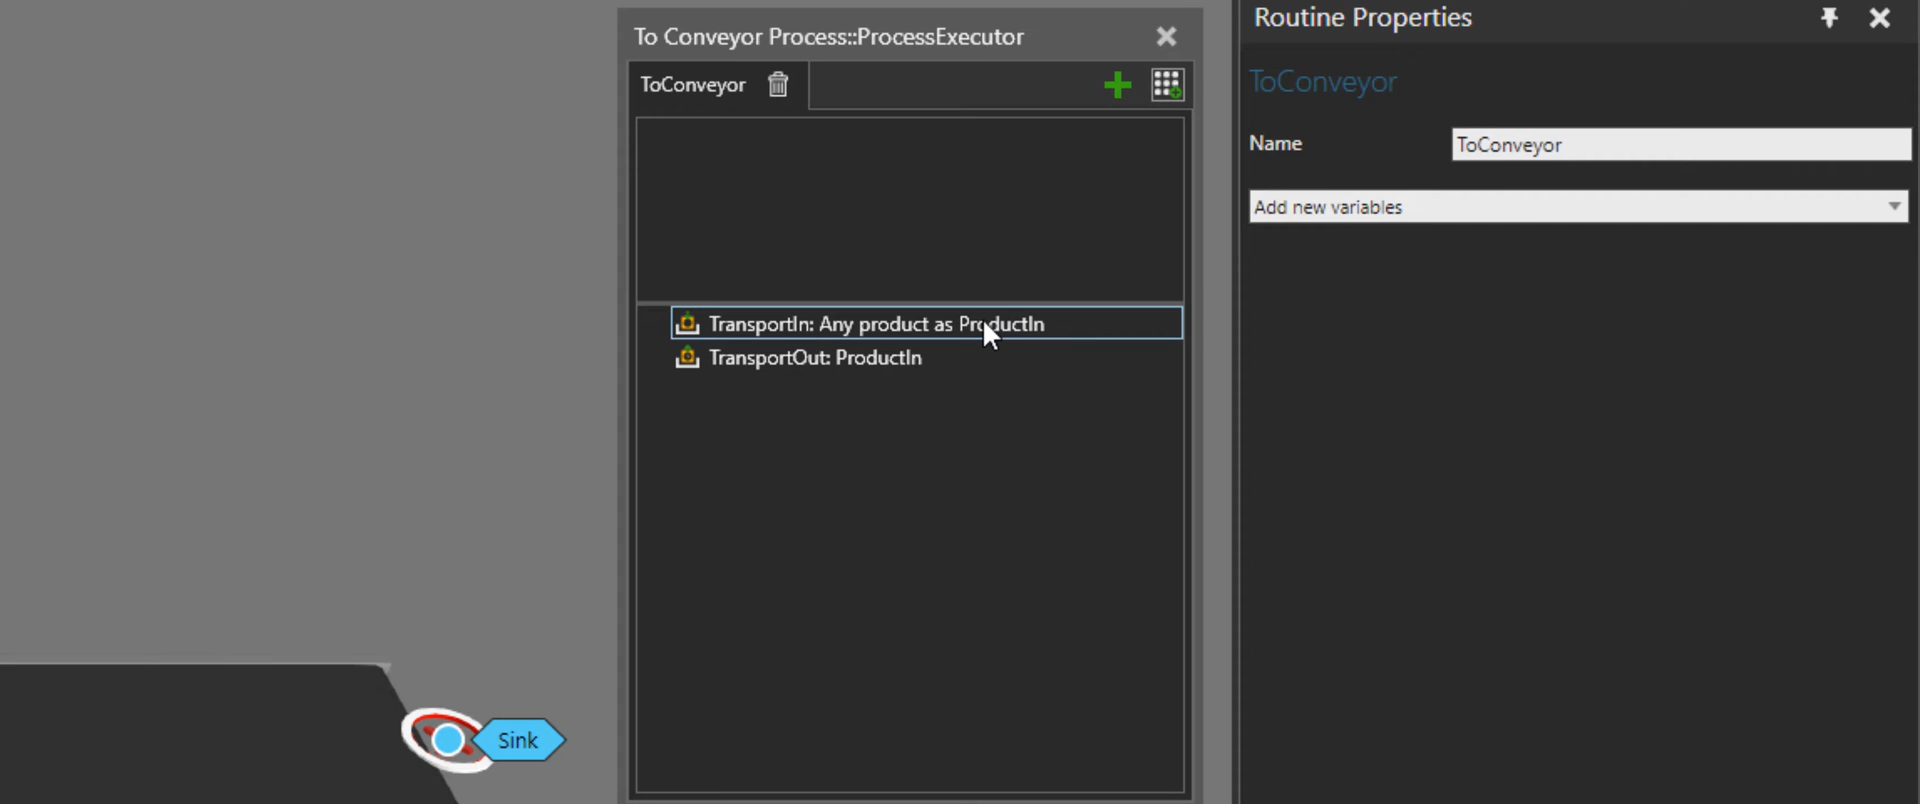 To Conveyor Process::ProcessExecutor
ToConveyor
TransportIn: Any product as ProductIn
TransportOut: ProductIn
Sink
Routine Properties
ToConveyor
Name
ToConveyor
Add new variables